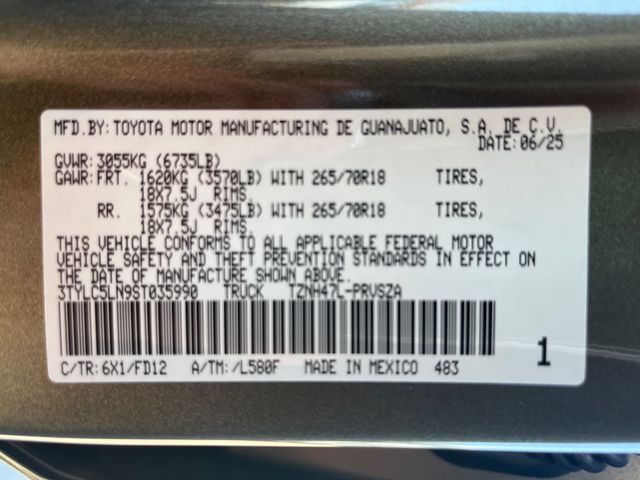 MFD.BY: TOYOTA MOTOR MANUFACTURING DE GUANAJUATO, S.A. DE C.V.
DATE: 06/25
GVWR: 3055KG (6735LB)
GAWR: FRT. 1620KG (3570LB) WITH 265/70R18 TIRES,
18X7.5J RIMS.
RR. 1575KG (3475LB) WITH 265/70R18 TIRES,
18X7.5J RIMS.
THIS VEHICLE CONFORMS TO ALL APPLICABLE FEDERAL MOTOR
VEHICLE SAFETY AND THEFT PREVENTION STANDARDS IN EFFECT ON
THE DATE OF MANUFACTURE SHOWN ABOVE.
3TYLC5LN9ST035990 TRUCK TZNH47L-PRVSZA
C/TR: 6X1/FD12 A/TM: /L580F MADE IN MEXICO 483
1